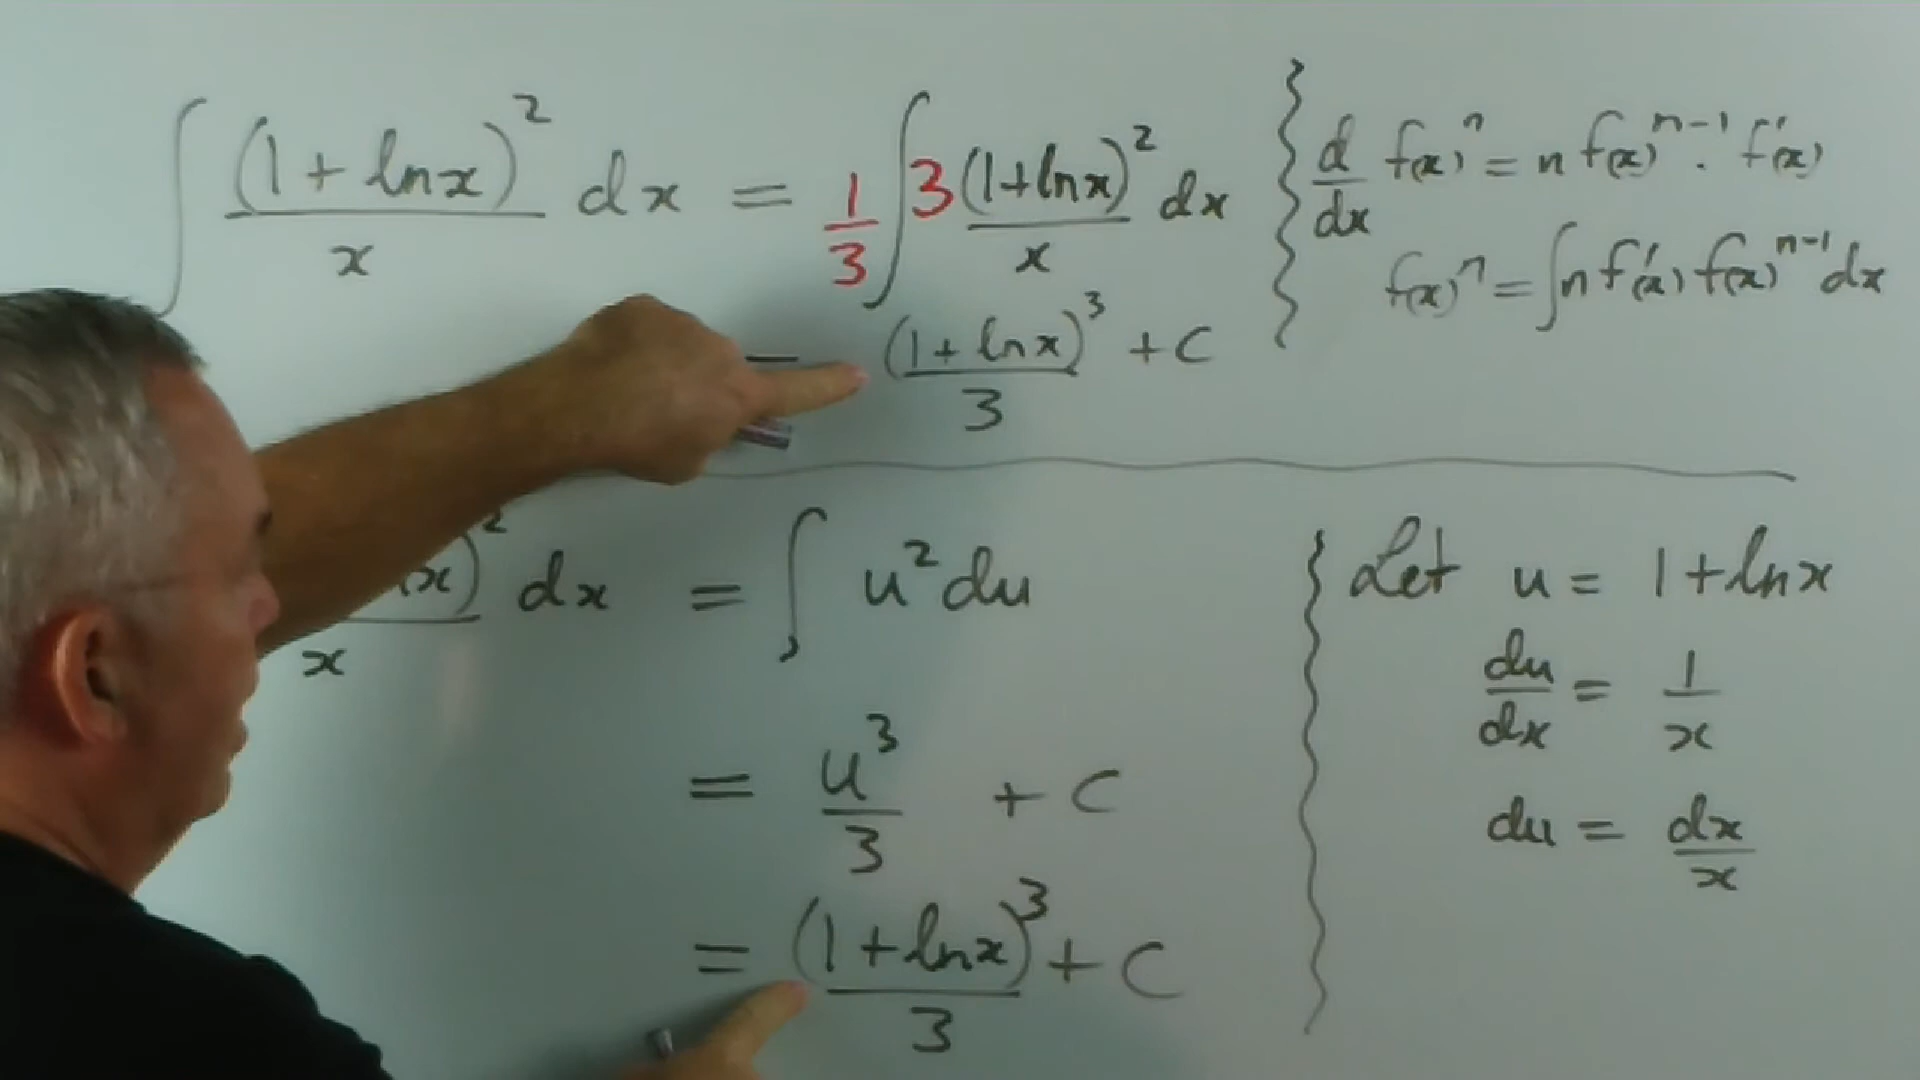 ∫ (1 + ln x)² / x dx = 1/3 ∫ 3 (1 + ln x)² / x dx
= (1 + ln x)³ / 3 + C
d/dx f(x)ⁿ = n f(x)ⁿ⁻¹ · f'(x)
f(x)ⁿ = ∫ n f'(x) f(x)ⁿ⁻¹ dx
x)² / x dx = ∫ u² du
= u³ / 3 + C
= (1 + ln x)³ / 3 + C
Let u = 1 + ln x
du/dx = 1/x
du = dx/x